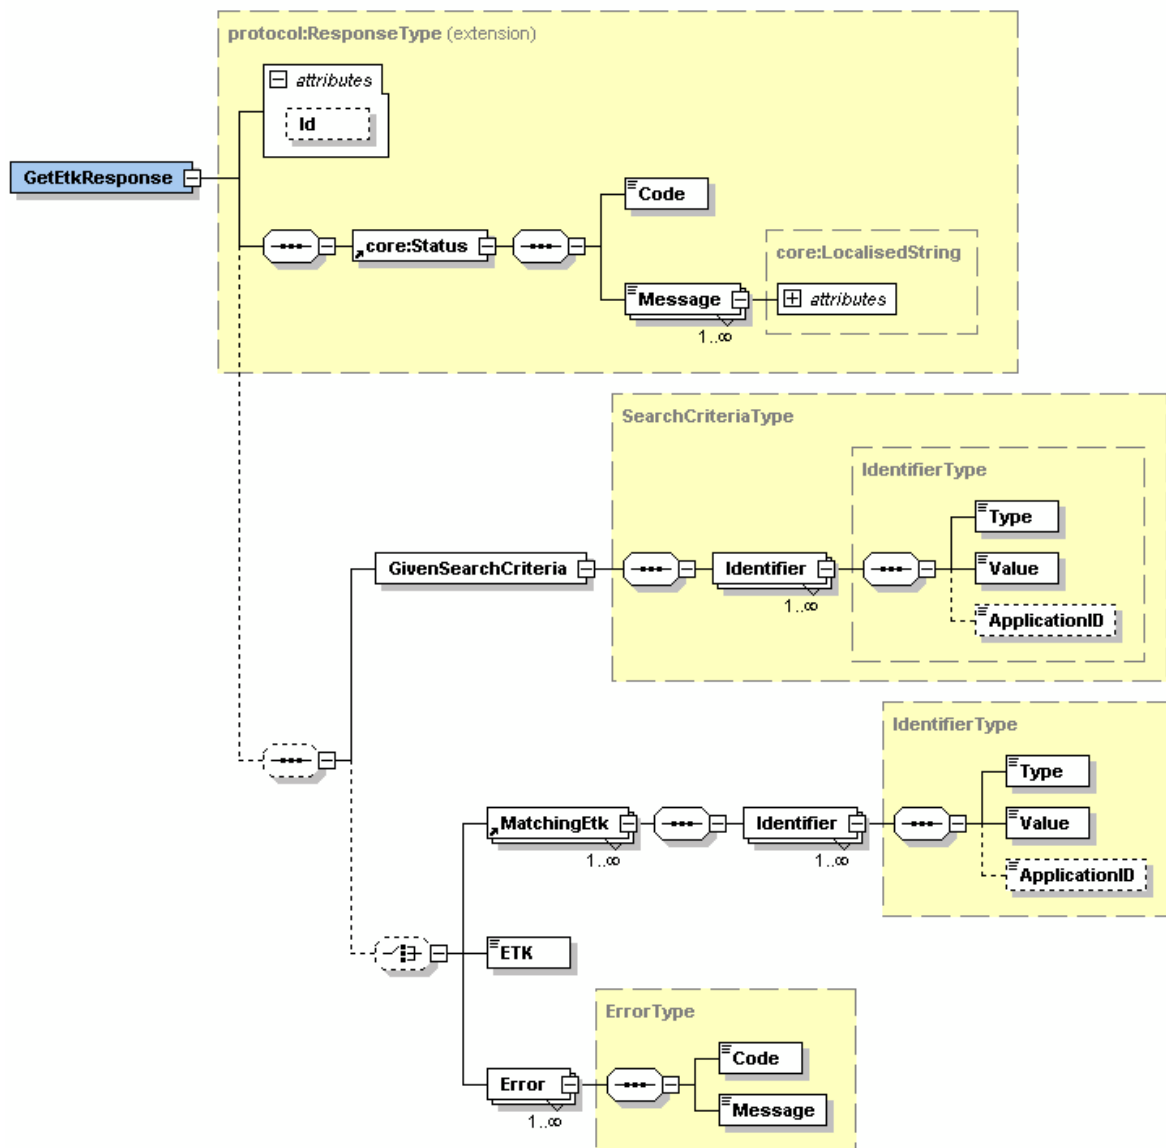 protocol:ResponseType (extension)
attributes
Id
GetEtkResponse
Code
core:Status
core:LocalisedString
Message
attributes
1..∞
SearchCriteriaType
IdentifierType
Type
GivenSearchCriteria
Identifier
Value
1..∞
ApplicationID
IdentifierType
Type
MatchingEtk
Identifier
Value
1..∞
1..∞
ApplicationID
ETK
ErrorType
Code
Error
Message
1..∞